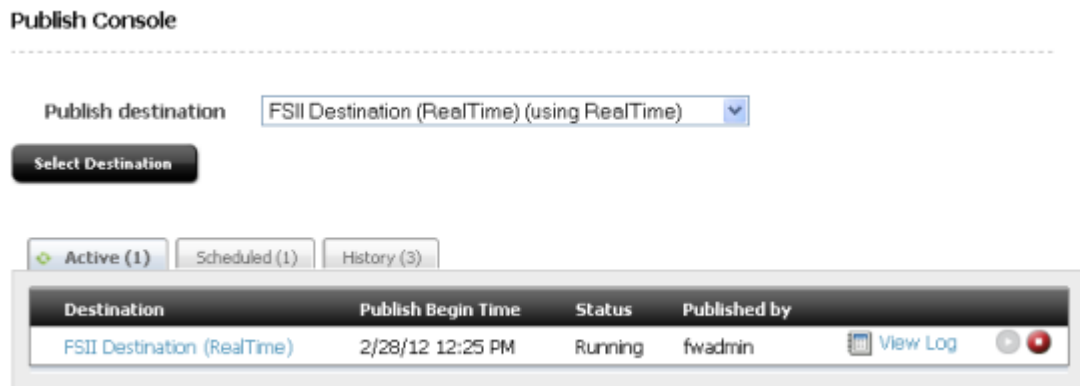 Publish Console
Publish destination FSII Destination (RealTime) (using RealTime)
Select Destination
Active (1) Scheduled (1) History (3)
Destination Publish Begin Time Status Published by
FSII Destination (RealTime) 2/28/12 12:25 PM Running fwadmin View Log